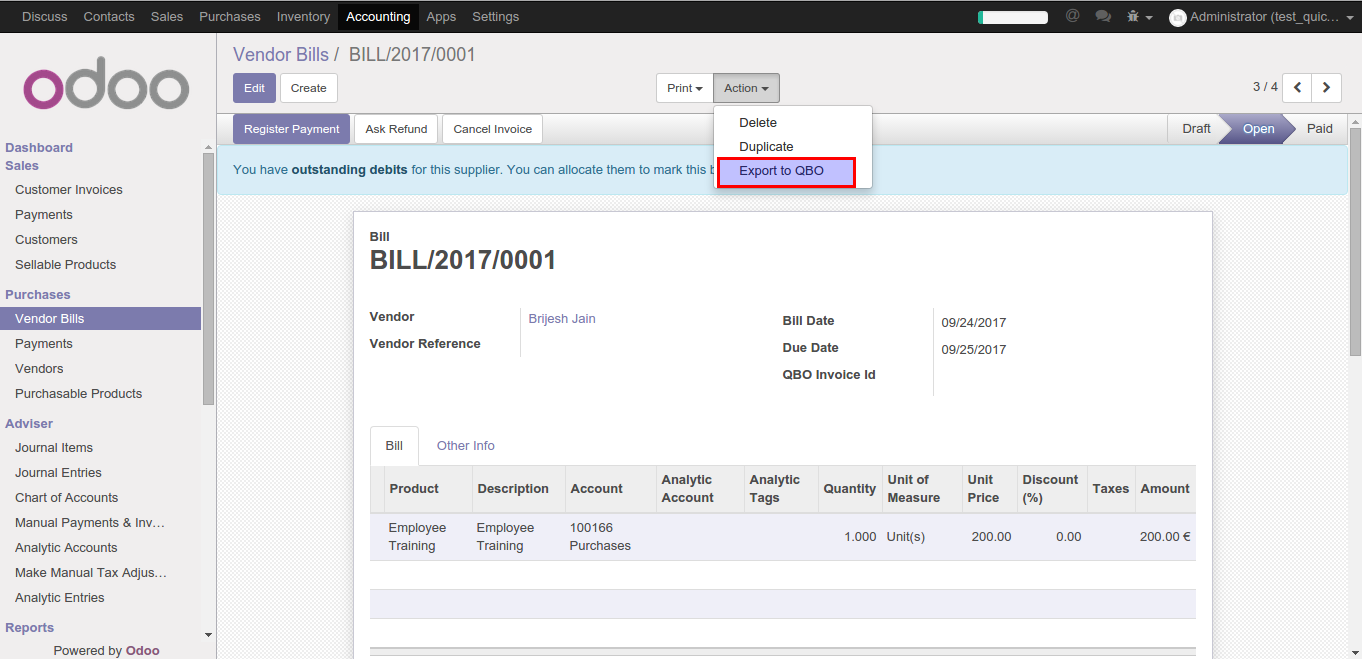 Discuss Contacts Sales Purchases Inventory Accounting Apps Settings @ Administrator (test_quic...
odoo
Vendor Bills / BILL/2017/0001
Edit Create Print Action 3 / 4
Register Payment Ask Refund Cancel Invoice Draft Open Paid
Delete
Duplicate
Export to QBO
You have outstanding debits for this supplier. You can allocate them to mark this
Dashboard
Sales
Customer Invoices
Payments
Customers
Sellable Products
Purchases
Vendor Bills
Payments
Vendors
Purchasable Products
Adviser
Journal Items
Journal Entries
Chart of Accounts
Manual Payments & Inv...
Analytic Accounts
Make Manual Tax Adjus...
Analytic Entries
Reports
Powered by Odoo
Bill
BILL/2017/0001
Vendor Brijesh Jain
Vendor Reference
Bill Date 09/24/2017
Due Date 09/25/2017
QBO Invoice Id
Bill Other Info
Product Description Account Analytic Account Analytic Tags Quantity Unit of Measure Unit Price Discount (%) Taxes Amount
Employee Training Employee Training 100166 Purchases 1.000 Unit(s) 200.00 0.00 200.00 €